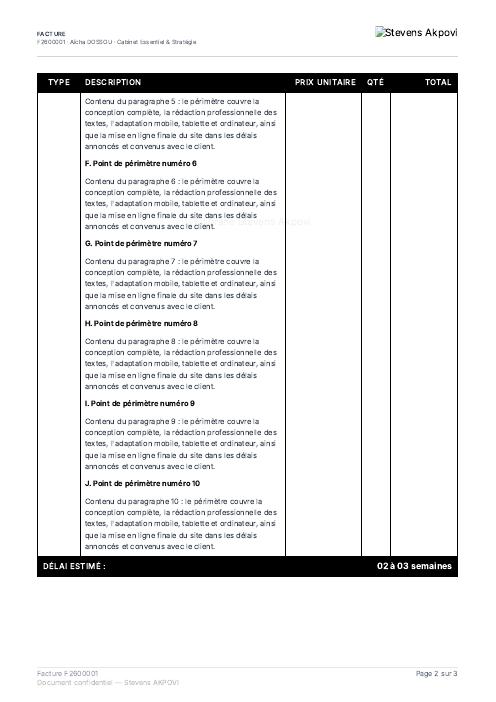 FACTURE
F2600001 · Aïcha DOSSOU · Cabinet Essentiel & Stratégie
Stevens Akpovi
TYPE DESCRIPTION PRIX UNITAIRE QTÉ TOTAL
Contenu du paragraphe 5 : le périmètre couvre la
conception complète, la rédaction professionnelle des
textes, l'adaptation mobile, tablette et ordinateur, ainsi
que la mise en ligne finale du site dans les délais
annoncés et convenus avec le client.
F. Point de périmètre numéro 6
Contenu du paragraphe 6 : le périmètre couvre la
conception complète, la rédaction professionnelle des
textes, l'adaptation mobile, tablette et ordinateur, ainsi
que la mise en ligne finale du site dans les délais
annoncés et convenus avec le client.
Stevens Akpovi
G. Point de périmètre numéro 7
Contenu du paragraphe 7 : le périmètre couvre la
conception complète, la rédaction professionnelle des
textes, l'adaptation mobile, tablette et ordinateur, ainsi
que la mise en ligne finale du site dans les délais
annoncés et convenus avec le client.
H. Point de périmètre numéro 8
Contenu du paragraphe 8 : le périmètre couvre la
conception complète, la rédaction professionnelle des
textes, l'adaptation mobile, tablette et ordinateur, ainsi
que la mise en ligne finale du site dans les délais
annoncés et convenus avec le client.
I. Point de périmètre numéro 9
Contenu du paragraphe 9 : le périmètre couvre la
conception complète, la rédaction professionnelle des
textes, l'adaptation mobile, tablette et ordinateur, ainsi
que la mise en ligne finale du site dans les délais
annoncés et convenus avec le client.
J. Point de périmètre numéro 10
Contenu du paragraphe 10 : le périmètre couvre la
conception complète, la rédaction professionnelle des
textes, l'adaptation mobile, tablette et ordinateur, ainsi
que la mise en ligne finale du site dans les délais
annoncés et convenus avec le client.
DÉLAI ESTIMÉ : 02 à 03 semaines
Facture F2600001 Page 2 sur 3
Document confidentiel — Stevens AKPOVI